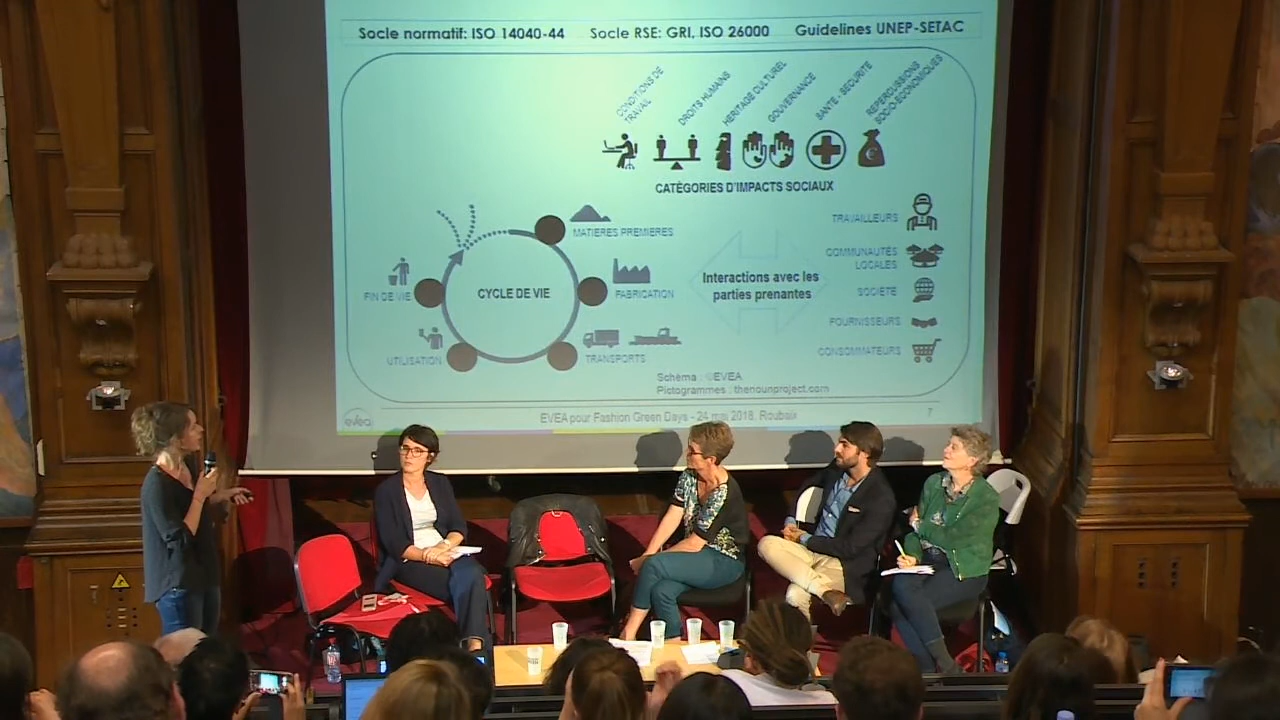 Socle normatif: ISO 14040-44 Socle RSE: GRI, ISO 26000 Guidelines UNEP-SETAC
CONDITIONS DE TRAVAIL
DROITS HUMAINS
HERITAGE CULTUREL
GOUVERNANCE
SANTE - SECURITE
REPERCUSSIONS SOCIO-ECONOMIQUES
CATÉGORIES D'IMPACTS SOCIAUX
MATIERES PREMIERES
FABRICATION
TRANSPORTS
UTILISATION
FIN DE VIE
CYCLE DE VIE
Interactions avec les
parties prenantes
TRAVAILLEURS
COMMUNAUTÉS
LOCALES
SOCIÉTÉ
FOURNISSEURS
CONSOMMATEURS
Schéma : ©EVEA
Pictogrammes : thenounproject.com
evea
EVEA pour Fashion Green Days - 24 mai 2018, Roubaix
7